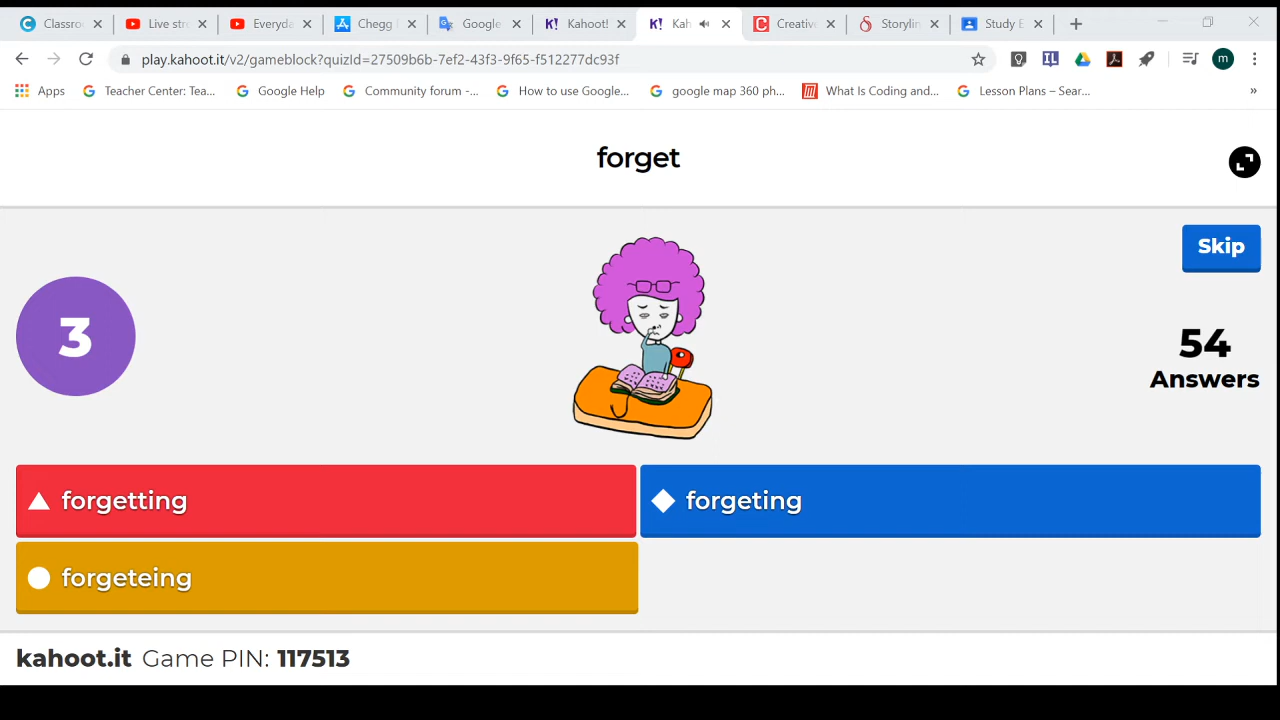 Classro
Live str
Everyda
Chegg
Google
Kahoot!
Kah
Creative
Storylin
Study E
play.kahoot.it/v2/gameblock?quizId=27509b6b-7ef2-43f3-9f65-f512277dc93f
Apps
Teacher Center: Tea...
Google Help
Community forum -...
How to use Google...
google map 360 ph...
What Is Coding and...
Lesson Plans – Sear...
»
forget
Skip
3
54
Answers
forgetting
forgeting
forgeteing
kahoot.it Game PIN: 117513